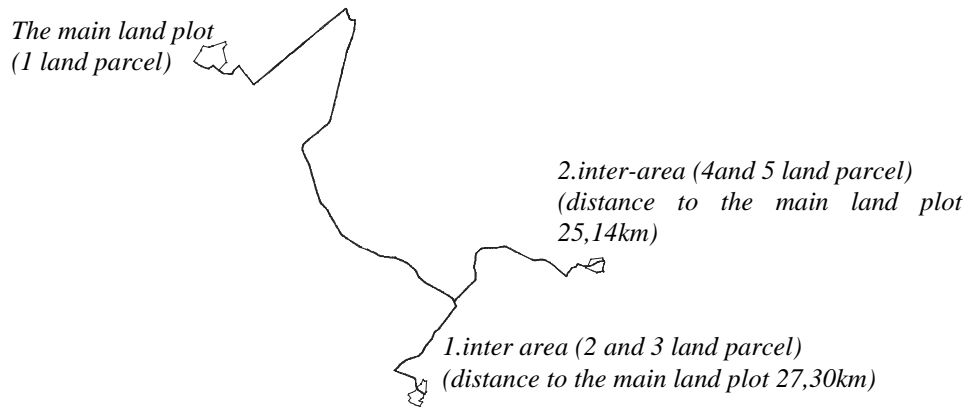 The main land plot
(1 land parcel)
2.inter-area (4and 5 land parcel)
(distance to the main land plot
25,14km)
1.inter area (2 and 3 land parcel)
(distance to the main land plot 27,30km)